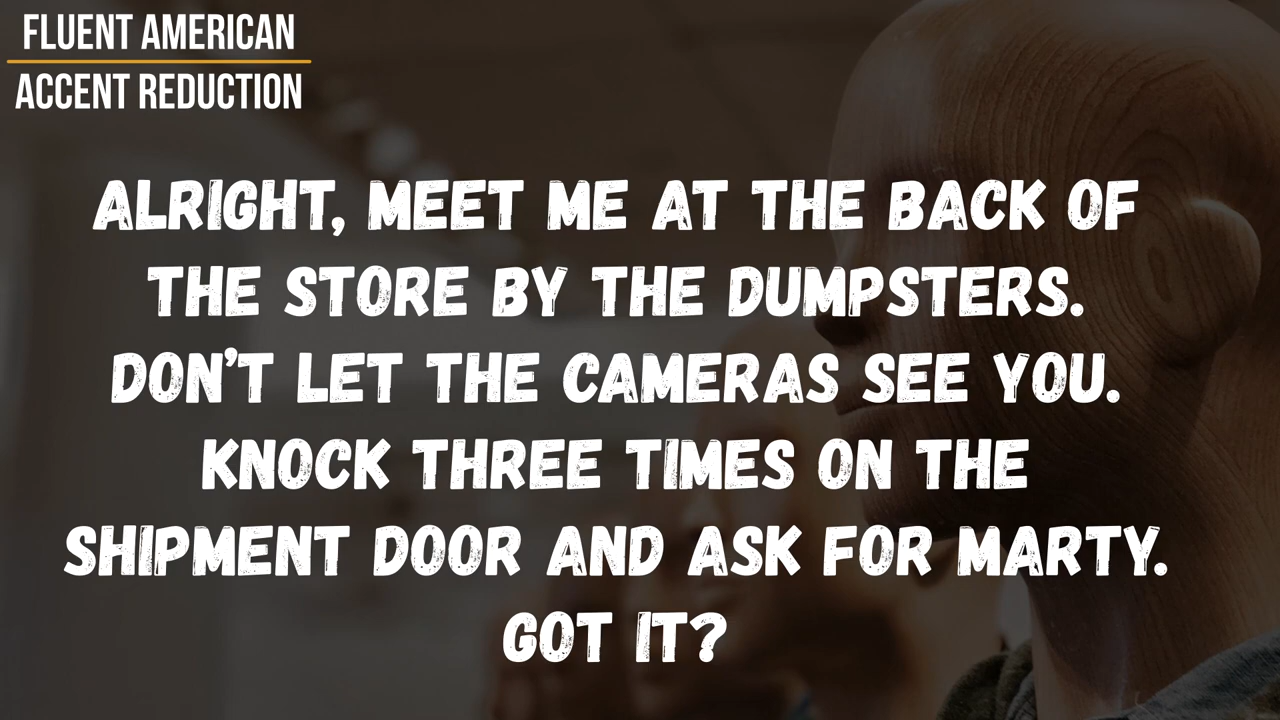 FLUENT AMERICAN
ACCENT REDUCTION
ALRIGHT, MEET ME AT THE BACK OF
THE STORE BY THE DUMPSTERS.
DON’T LET THE CAMERAS SEE YOU.
KNOCK THREE TIMES ON THE
SHIPMENT DOOR AND ASK FOR MARTY.
GOT IT?